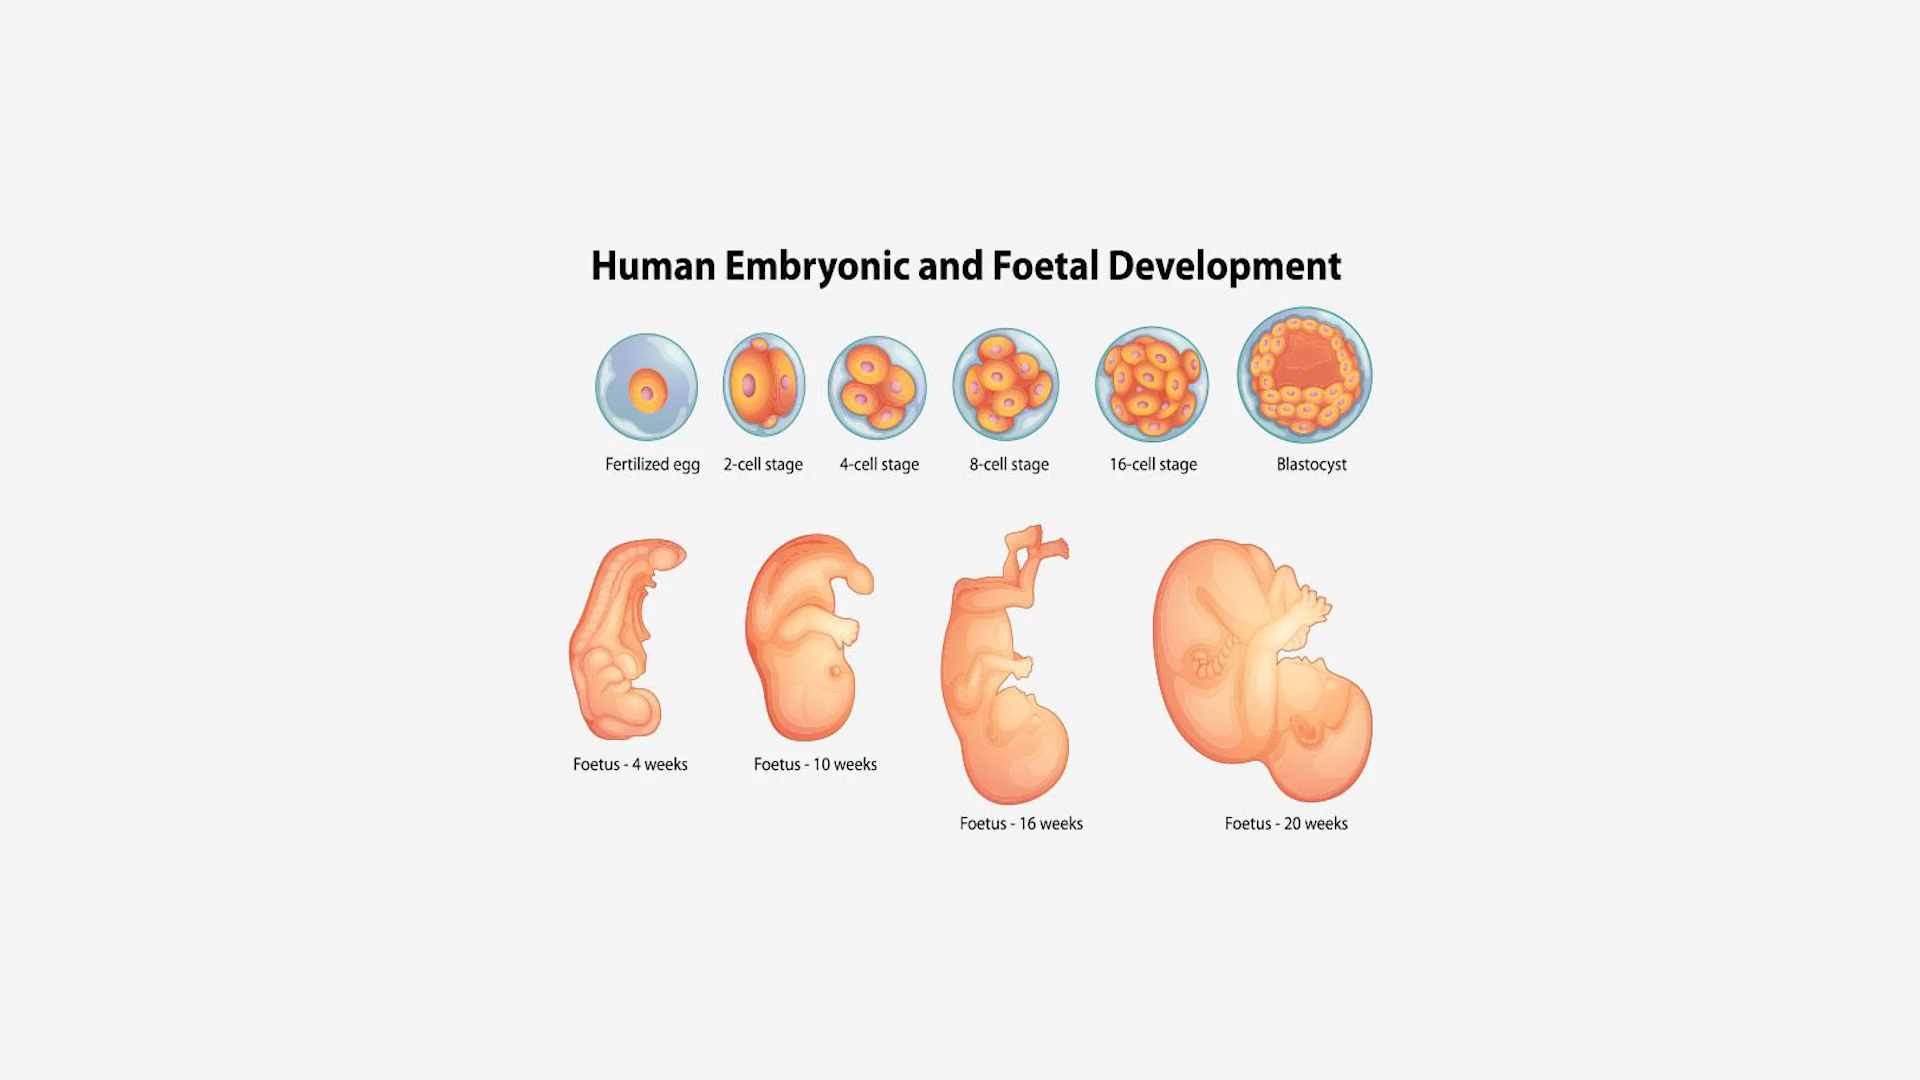 Human Embryonic and Foetal Development
Fertilized egg
2-cell stage
4-cell stage
8-cell stage
16-cell stage
Blastocyst
Foetus - 4 weeks
Foetus - 10 weeks
Foetus - 16 weeks
Foetus - 20 weeks